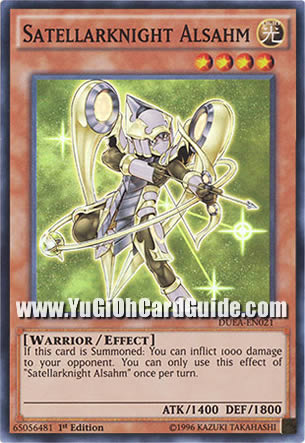 SATELLARKNIGHT ALSAHM
光
www.YuGiOhCardGuide.com
DUEA-EN021
[WARRIOR / EFFECT]
If this card is Summoned: You can inflict 1000 damage
to your opponent. You can only use this effect of
"Satellarknight Alsahm" once per turn.
ATK/1400 DEF/1800
65056481 1st Edition ©1996 KAZUKI TAKAHASHI